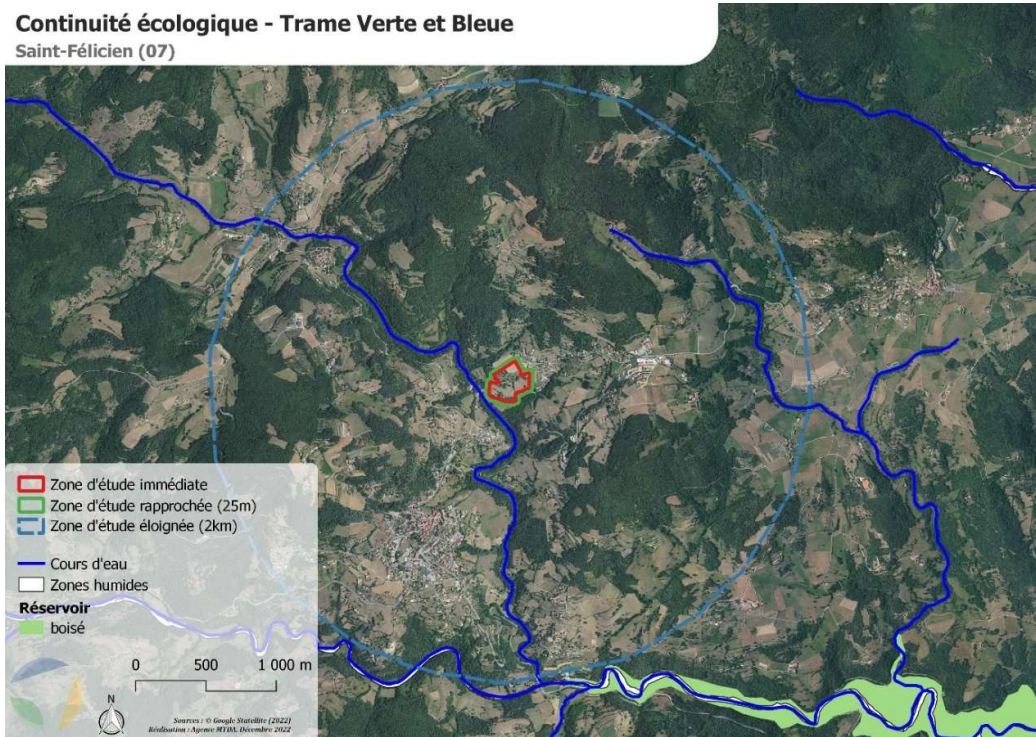 Continuité écologique - Trame Verte et Bleue
Saint-Félicien (07)
Zone d'étude immédiate
Zone d'étude rapprochée (25m)
Zone d'étude éloignée (2km)
Cours d'eau
Zones humides
Réservoir
boisé
0 500 1 000 m
N
Sources : © Google Statellite (2022)
Réalisation : Agence MTDA, Décembre 2022